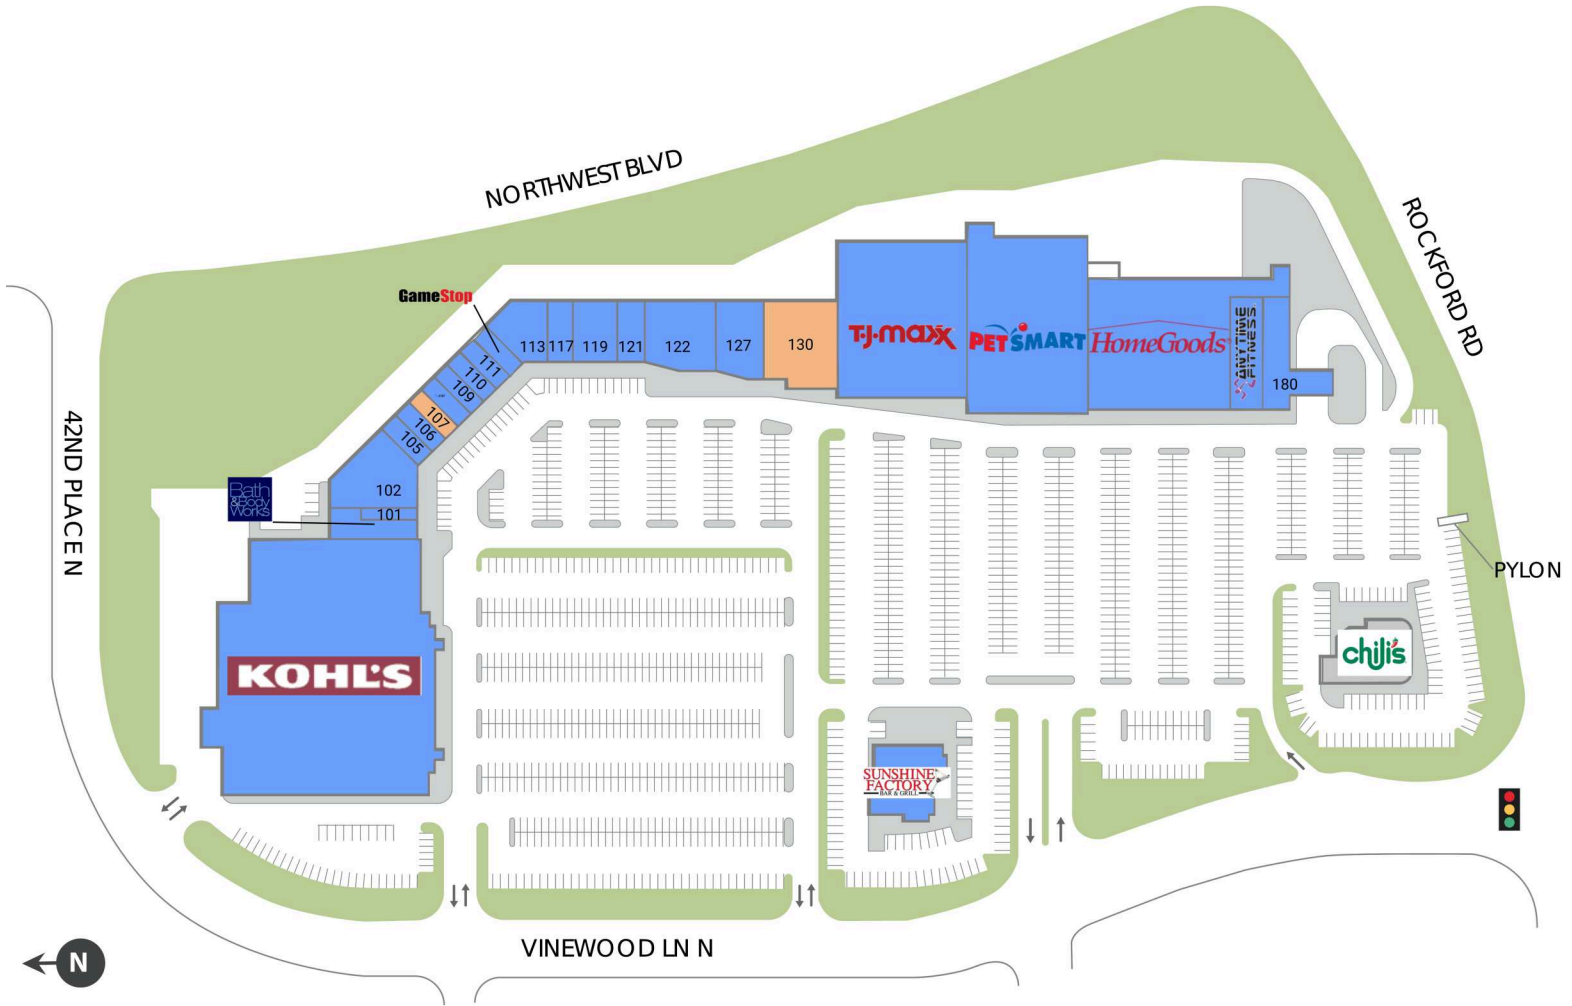 NORTHWEST BLVD
ROCKFORD RD
GameStop
113
117
119
121
122
127
130
T.J.maxx
PETSMART
HomeGoods
ANYTIME
FITNESS
180
111
110
109
107
106
105
102
101
Bath
&Body
Works
42ND PLACE N
KOHL'S
PYLON
chili's
SUNSHINE
FACTORY
BAR & GRILL
VINEWOOD LN N
N